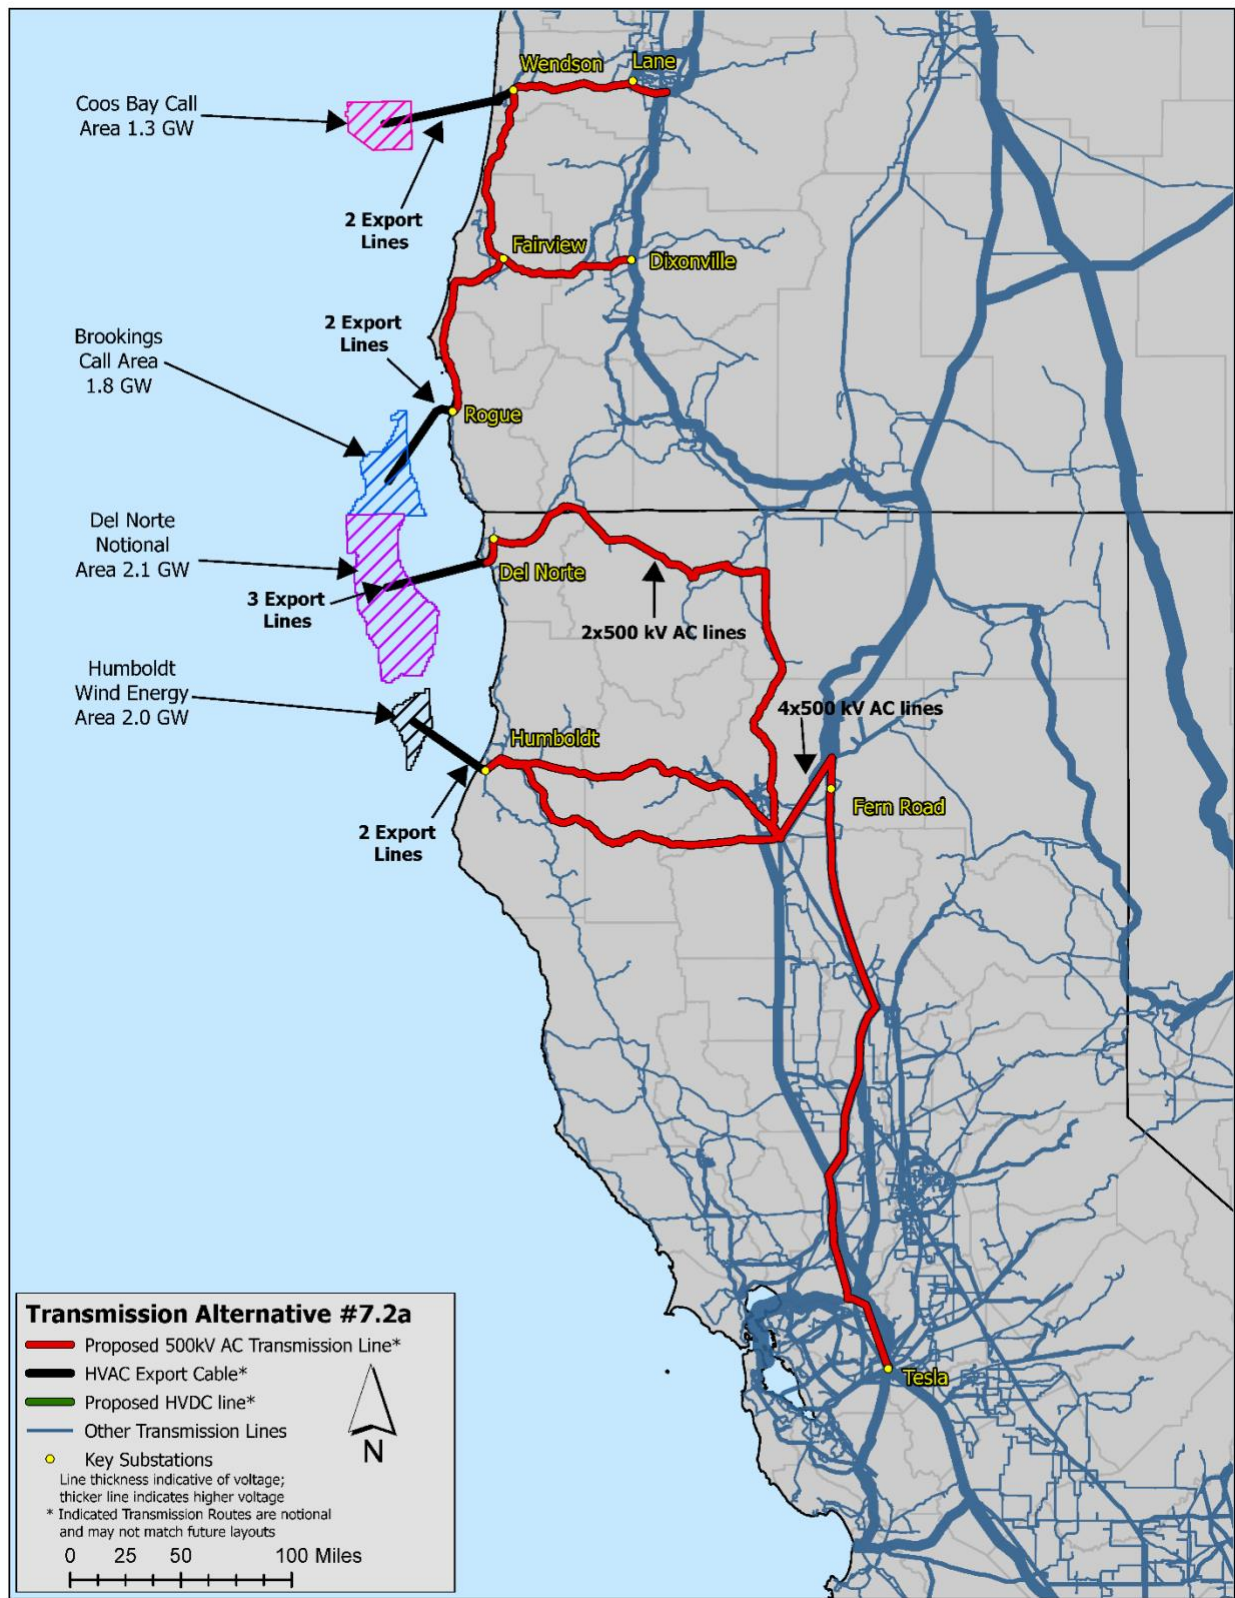 Wendson
Lane
Coos Bay Call
Area 1.3 GW
2 Export
Lines
Fairview
Dixonville
2 Export
Lines
Brookings
Call Area
1.8 GW
Rogue
Del Norte
Notional
Area 2.1 GW
Del Norte
3 Export
Lines
2x500 kV AC lines
Humboldt
Wind Energy
Area 2.0 GW
4x500 kV AC lines
Humboldt
Fern Road
2 Export
Lines
Tesla
Transmission Alternative #7.2a
Proposed 500kV AC Transmission Line*
HVAC Export Cable*
Proposed HVDC line*
Other Transmission Lines
Key Substations
Line thickness indicative of voltage;
thicker line indicates higher voltage
* Indicated Transmission Routes are notional
and may not match future layouts
N
0 25 50 100 Miles